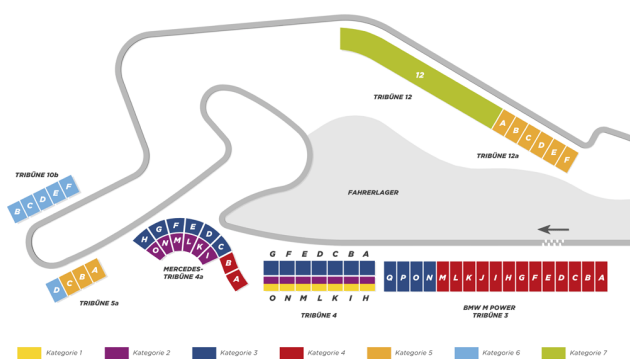 12
TRIBÜNE 12
A B C D E F
TRIBÜNE 12a
TRIBÜNE 10b
B C D E F
FAHRERLAGER
H G F E D C B A
O N M L K I
MERCEDES-
TRIBÜNE 4a
D C B A
TRIBÜNE 5a
G F E D C B A
O N M L K I H
TRIBÜNE 4
Q P O N M L K J I H G F E D C B A
BMW M POWER
TRIBÜNE 3
Kategorie 1 Kategorie 2 Kategorie 3 Kategorie 4 Kategorie 5 Kategorie 6 Kategorie 7